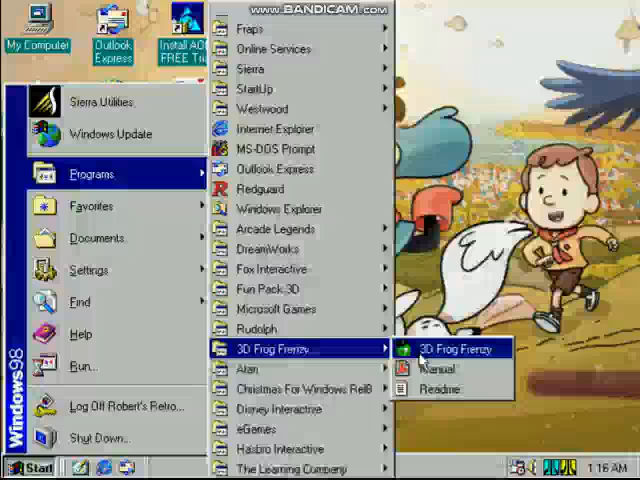 www.BANDICAM.com
My Computer
Outlook Express
Install AOL
FREE Tria
Sierra Utilities
Windows Update
Programs
Favorites
Documents
Settings
Find
Help
Run...
Log Off Robert's Retro...
Shut Down...
Windows98
Fraps
Online Services
Sierra
StartUp
Westwood
Internet Explorer
MS-DOS Prompt
Outlook Express
Redguard
Windows Explorer
Arcade Legends
DreamWorks
Fox Interactive
Fun Pack 3D
Microsoft Games
Rudolph
3D Frog Frenzy...
Atari
Christmas For Windows Rel8
Disney Interactive
eGames
Hasbro Interactive
The Learning Company
3D Frog Frenzy
Manual
Readme
Start
1:16 AM